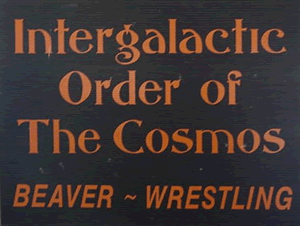 Intergalactic
Order of
The Cosmos
BEAVER ~ WRESTLING